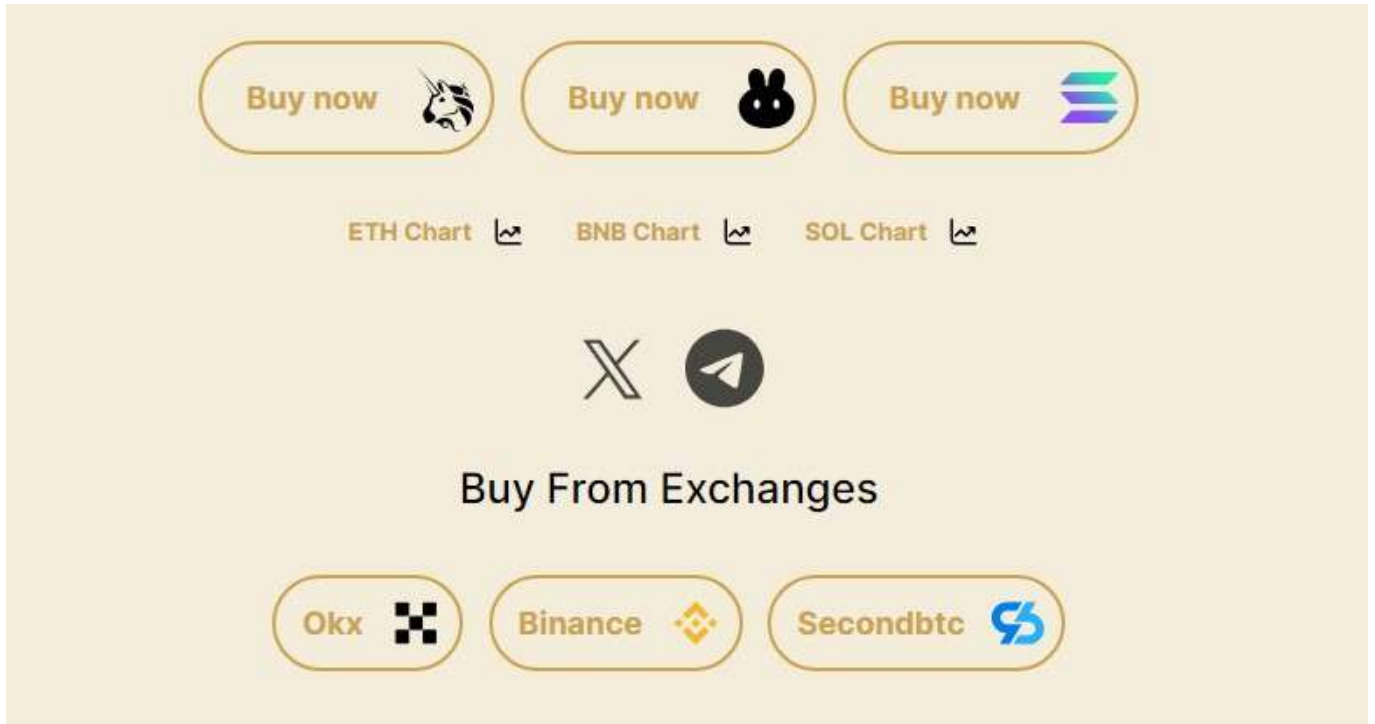 Buy now Buy now Buy now
ETH Chart BNB Chart SOL Chart
Buy From Exchanges
Okx Binance Secondbtc